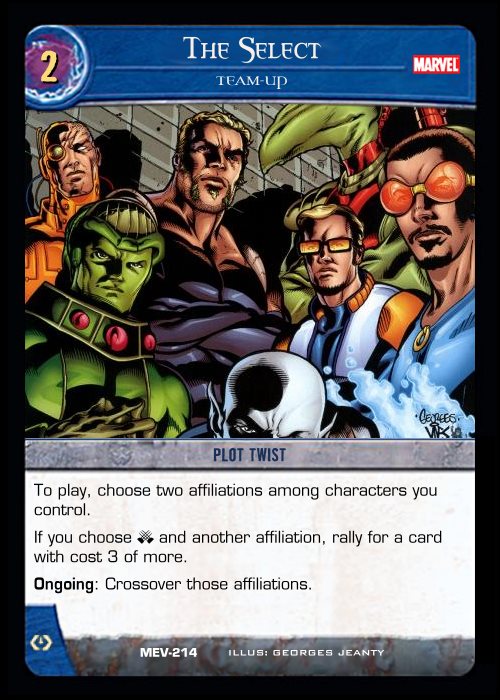 2
THE SELECT
TEAM-UP
MARVEL
GEORGES
PLOT TWIST
To play, choose two affiliations among characters you
control.
If you choose and another affiliation, rally for a card
with cost 3 of more.
Ongoing: Crossover those affiliations.
MEV-214 ILLUS: GEORGES JEANTY